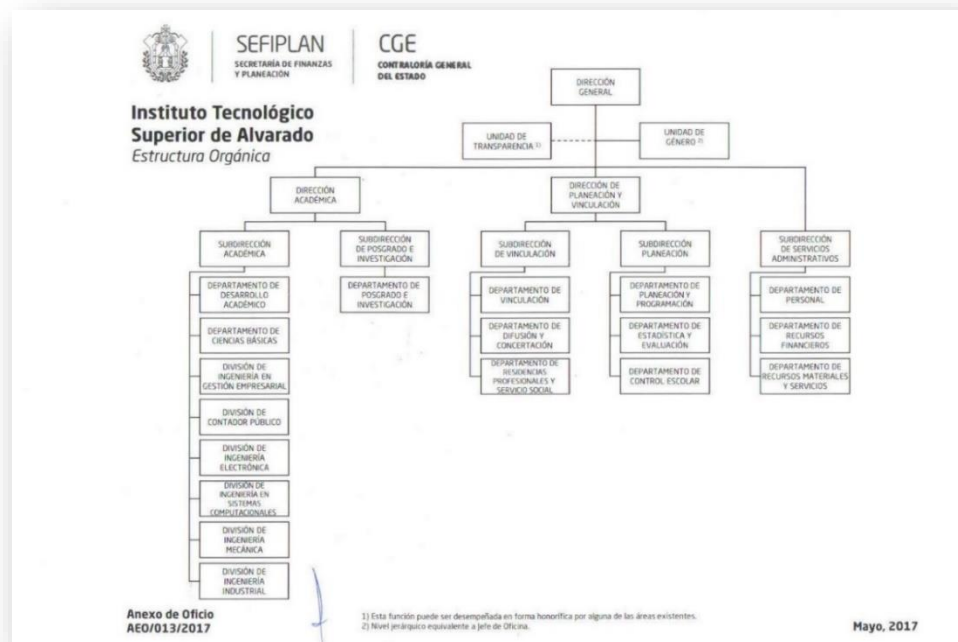 SEFIPLAN
SECRETARÍA DE FINANZAS
Y PLANEACIÓN
CGE
CONTRALORÍA GENERAL
DEL ESTADO
Instituto Tecnológico
Superior de Alvarado
Estructura Orgánica
DIRECCIÓN
GENERAL
UNIDAD DE
TRANSPARENCIA 1)
UNIDAD DE
GÉNERO 2)
DIRECCIÓN
ACADÉMICA
DIRECCIÓN DE
PLANEACIÓN Y
VINCULACIÓN
SUBDIRECCIÓN
ACADÉMICA
SUBDIRECCIÓN
DE POSGRADO E
INVESTIGACIÓN
SUBDIRECCIÓN
DE VINCULACIÓN
SUBDIRECCIÓN
PLANEACIÓN
SUBDIRECCIÓN
DE SERVICIOS
ADMINISTRATIVOS
DEPARTAMENTO DE
DESARROLLO
ACADÉMICO
DEPARTAMENTO DE
POSGRADO E
INVESTIGACIÓN
DEPARTAMENTO DE
VINCULACIÓN
DEPARTAMENTO DE
PLANEACIÓN Y
PROGRAMACIÓN
DEPARTAMENTO DE
PERSONAL
DEPARTAMENTO DE
CIENCIAS BÁSICAS
DEPARTAMENTO DE
DIFUSIÓN Y
CONCERTACIÓN
DEPARTAMENTO DE
ESTADÍSTICA Y
EVALUACIÓN
DEPARTAMENTO DE
RECURSOS
FINANCIEROS
DIVISIÓN DE
INGENIERÍA EN
GESTIÓN EMPRESARIAL
DEPARTAMENTO DE
RESIDENCIAS
PROFESIONALES Y
SERVICIO SOCIAL
DEPARTAMENTO DE
CONTROL ESCOLAR
DEPARTAMENTO DE
RECURSOS MATERIALES
Y SERVICIOS
DIVISIÓN DE
CONTADOR PÚBLICO
DIVISIÓN DE
INGENIERÍA
ELECTRÓNICA
DIVISIÓN DE
INGENIERÍA EN
SISTEMAS
COMPUTACIONALES
DIVISIÓN DE
INGENIERÍA
MECÁNICA
DIVISIÓN DE
INGENIERÍA
INDUSTRIAL
Anexo de Oficio
AEO/013/2017
1) Esta función puede ser desempeñada en forma honorífica por alguna de las áreas existentes.
2) Nivel jerárquico equivalente a Jefe de Oficina.
Mayo, 2017